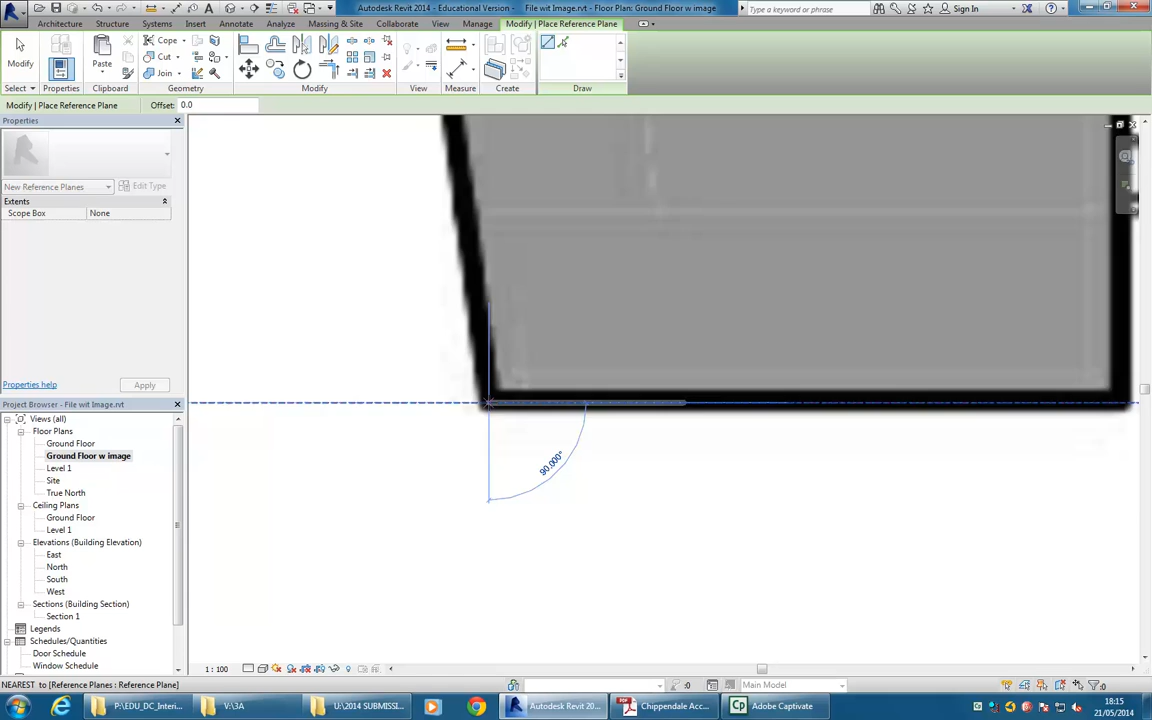 Autodesk Revit 2014 - Educational Version - File wit Image.rvt - Floor Plan: Ground Floor w image
Type a keyword or phrase
Sign In
Architecture Structure Systems Insert Annotate Analyze Massing & Site Collaborate View Manage Modify | Place Reference Plane
Modify
Paste
Cope
Cut
Join
Select Properties Clipboard Geometry Modify View Measure Create Draw
Modify | Place Reference Plane Offset: 0.0
Properties
New Reference Planes Edit Type
Extents
Scope Box None
Properties help Apply
Project Browser - File wit Image.rvt
Views (all)
Floor Plans
Ground Floor
Ground Floor w image
Level 1
Site
True North
Ceiling Plans
Ground Floor
Level 1
Elevations (Building Elevation)
East
North
South
West
Sections (Building Section)
Section 1
Legends
Schedules/Quantities
Door Schedule
Window Schedule
90.000°
1 : 100
NEAREST to [Reference Planes : Reference Plane]
:0 Main Model :0
P:\EDU_DC_Interi... V:\3A U:\2014 SUBMISSI... Autodesk Revit 20... Chippendale Acc... Adobe Captivate
18:15
21/05/2014